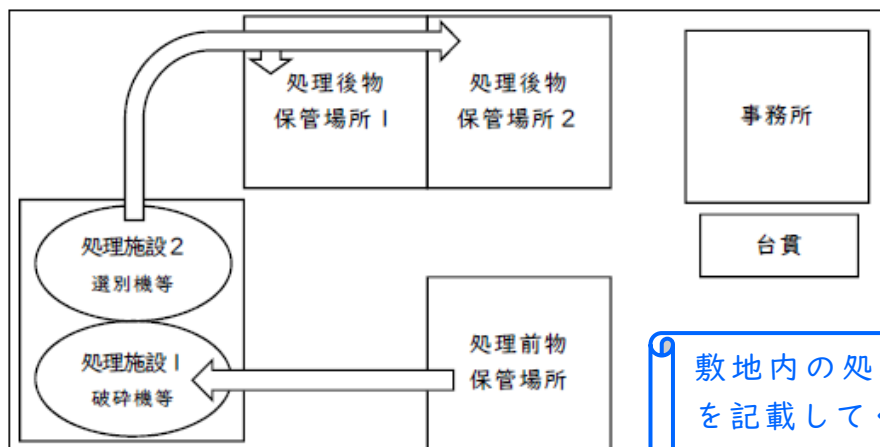 処理後物
保管場所1
処理後物
保管場所2
事務所
台貫
処理施設2
選別機等
処理施設1
破砕機等
処理前物
保管場所
敷地内の処
を記載して